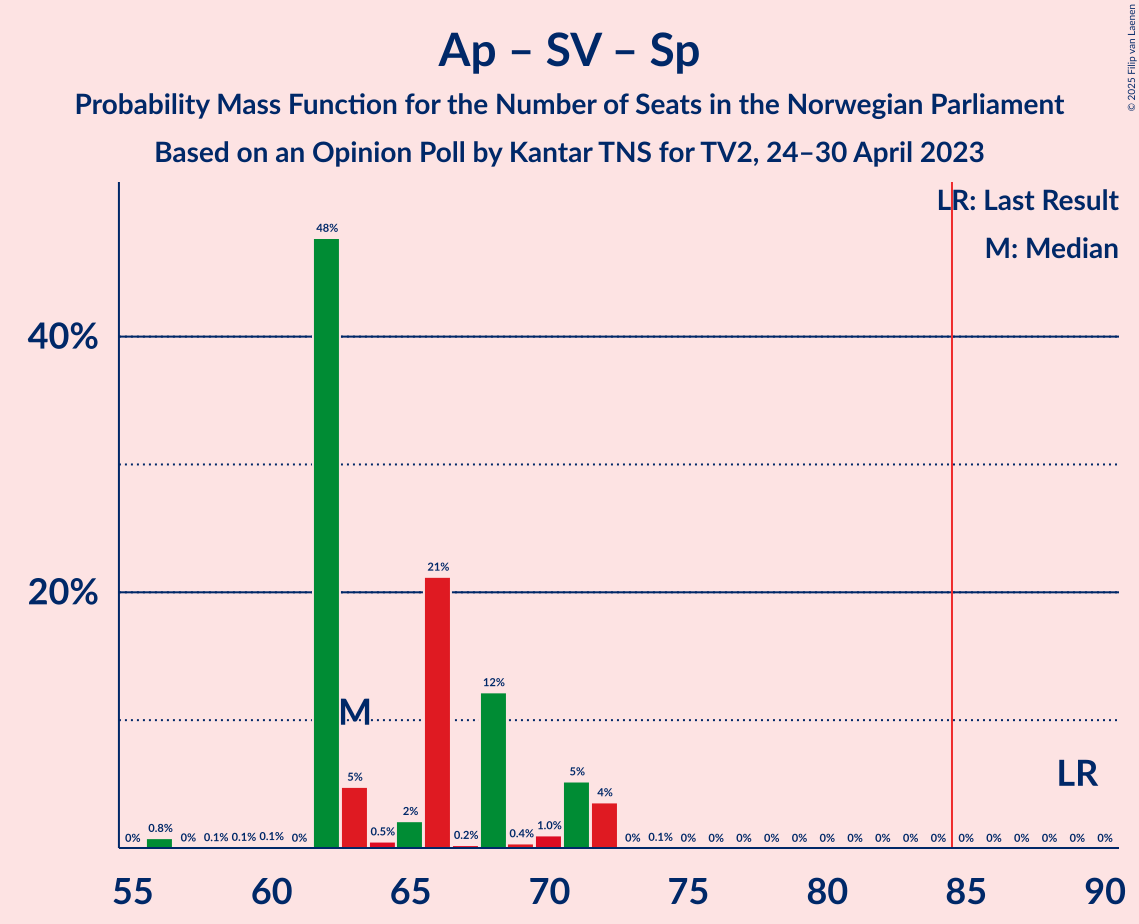 Ap – SV – Sp
Probability Mass Function for the Number of Seats in the Norwegian Parliament
Based on an Opinion Poll by Kantar TNS for TV2, 24–30 April 2023
© 2025 Filip van Laenen
LR: Last Result
M: Median
48%
40%
21%
20%
12%
M
5% 5% 4% LR
0% 0.8% 0% 0.1% 0.1% 0.1% 0% 0.5% 2% 0.2% 0.4% 1.0% 0% 0.1% 0% 0% 0% 0% 0% 0% 0% 0% 0% 0% 0% 0% 0% 0% 0% 0%
55 60 65 70 75 80 85 90